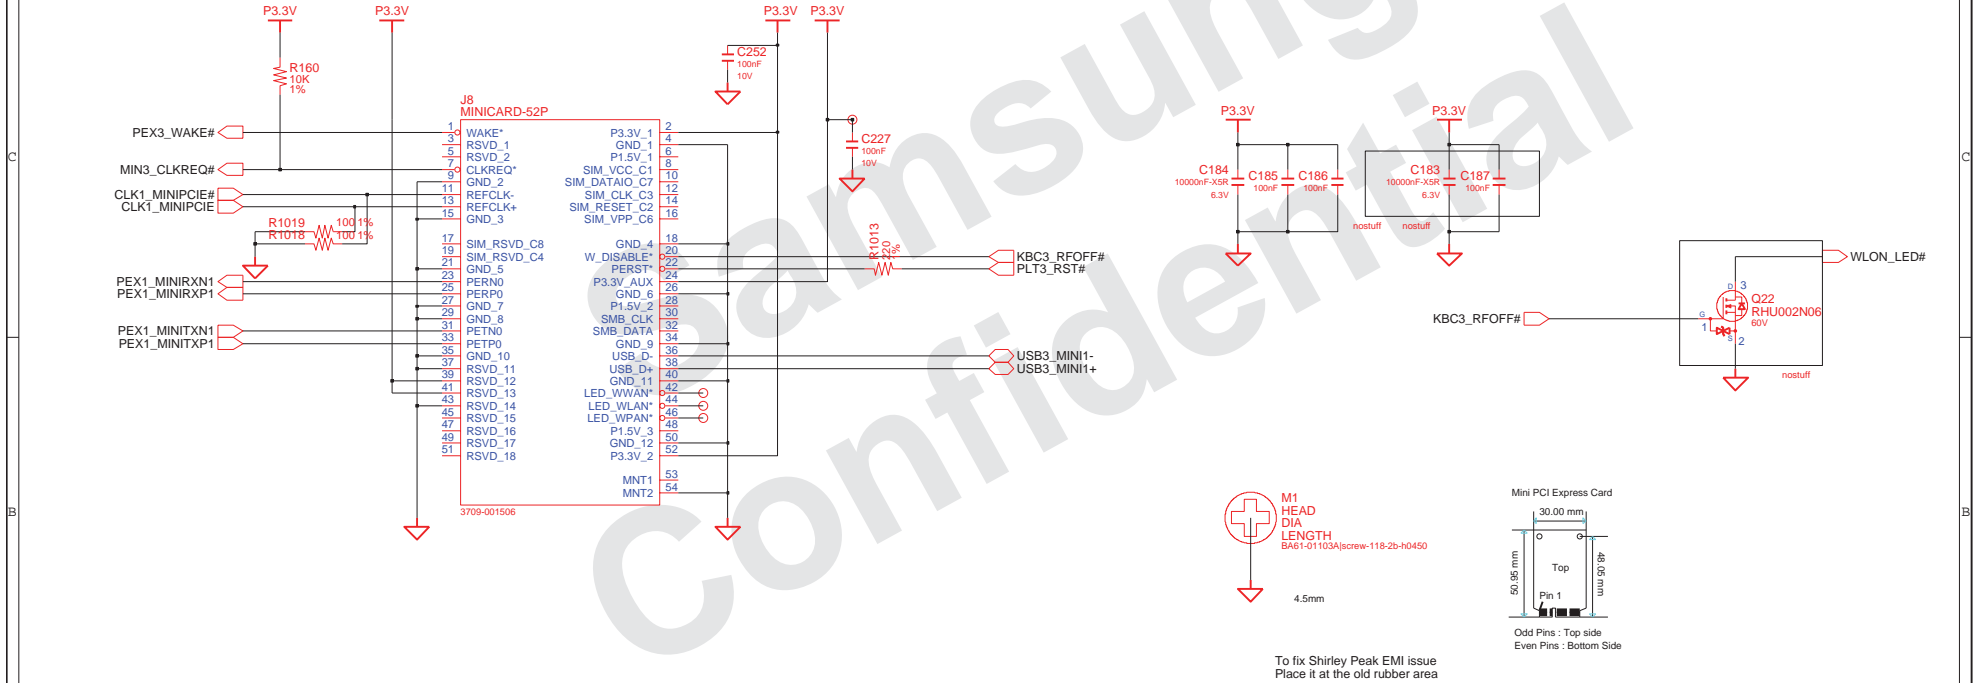 P3.3V
P3.3V
P3.3V P3.3V
R160
10K
1%
C252
100nF
10V
C227
100nF
10V
J8
MINICARD-52P
PEX3_WAKE#
MIN3_CLKREQ#
CLK1_MINIPCIE#
CLK1_MINIPCIE
R1019 100 1%
R1018 100 1%
PEX1_MINIRXN1
PEX1_MINIRXP1
PEX1_MINITXN1
PEX1_MINITXP1
1 WAKE* P3.3V_1 2
3 RSVD_1 GND_1 4
5 RSVD_2 P1.5V_1 6
7 CLKREQ* SIM_VCC_C1 8
9 GND_2 SIM_DATAIO_C7 10
11 REFCLK- SIM_CLK_C3 12
13 REFCLK+ SIM_RESET_C2 14
15 GND_3 SIM_VPP_C6 16
17 SIM_RSVD_C8 GND_4 18
19 SIM_RSVD_C4 W_DISABLE* 20
21 GND_5 PERST* 22
23 PERN0 P3.3V_AUX 24
25 PERP0 GND_6 26
27 GND_7 P1.5V_2 28
29 GND_8 SMB_CLK 30
31 PETN0 SMB_DATA 32
33 PETP0 GND_9 34
35 GND_10 USB_D- 36
37 RSVD_11 USB_D+ 38
39 RSVD_12 GND_11 40
41 RSVD_13 LED_WWAN* 42
43 RSVD_14 LED_WLAN* 44
45 RSVD_15 LED_WPAN* 46
47 RSVD_16 P1.5V_3 48
49 RSVD_17 GND_12 50
51 RSVD_18 P3.3V_2 52
MNT1 53
MNT2 54
3709-001506
R1013
220
1%
KBC3_RFOFF#
PLT3_RST#
USB3_MINI1-
USB3_MINI1+
P3.3V
C184
10000nF-X5R
6.3V
C185
100nF
C186
100nF
P3.3V
C183
10000nF-X5R
6.3V
C187
100nF
nostuff nostuff
WLON_LED#
KBC3_RFOFF#
D 3
G
1
S 2
Q22
RHU002N06
60V
nostuff
M1
HEAD
DIA
LENGTH
BA61-01103A|screw-118-2b-h0450
4.5mm
Mini PCI Express Card
30.00 mm
50.95 mm
48.05 mm
Top
Pin 1
Odd Pins : Top side
Even Pins : Bottom Side
To fix Shirley Peak EMI issue
Place it at the old rubber area
C
C
B
B
Samsung
Confidential